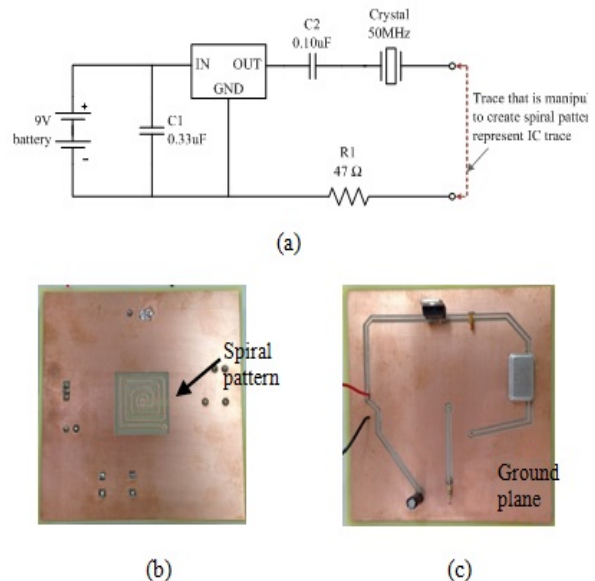 C2
0.10uF
Crystal
50MHz
IN
OUT
GND
+
9V
battery
-
C1
0.33uF
Trace that is manipul
to create spiral patter
represent IC trace
R1
47 Ω
(a)
Spiral
pattern
Ground
plane
(b)
(c)